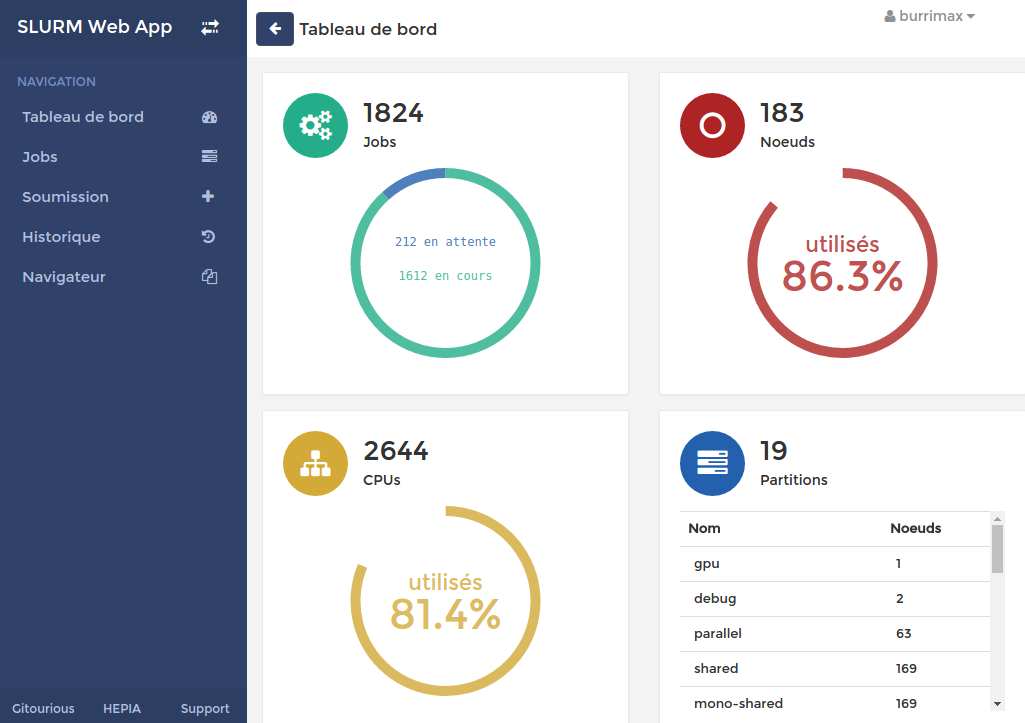 SLURM Web App
Tableau de bord
burrimax
NAVIGATION
Tableau de bord
Jobs
Soumission
Historique
Navigateur
1824
Jobs
212 en attente
1612 en cours
183
Noeuds
utilisés
86.3%
2644
CPUs
utilisés
81.4%
19
Partitions
Nom Noeuds
gpu 1
debug 2
parallel 63
shared 169
mono-shared 169
Gitourious HEPIA Support